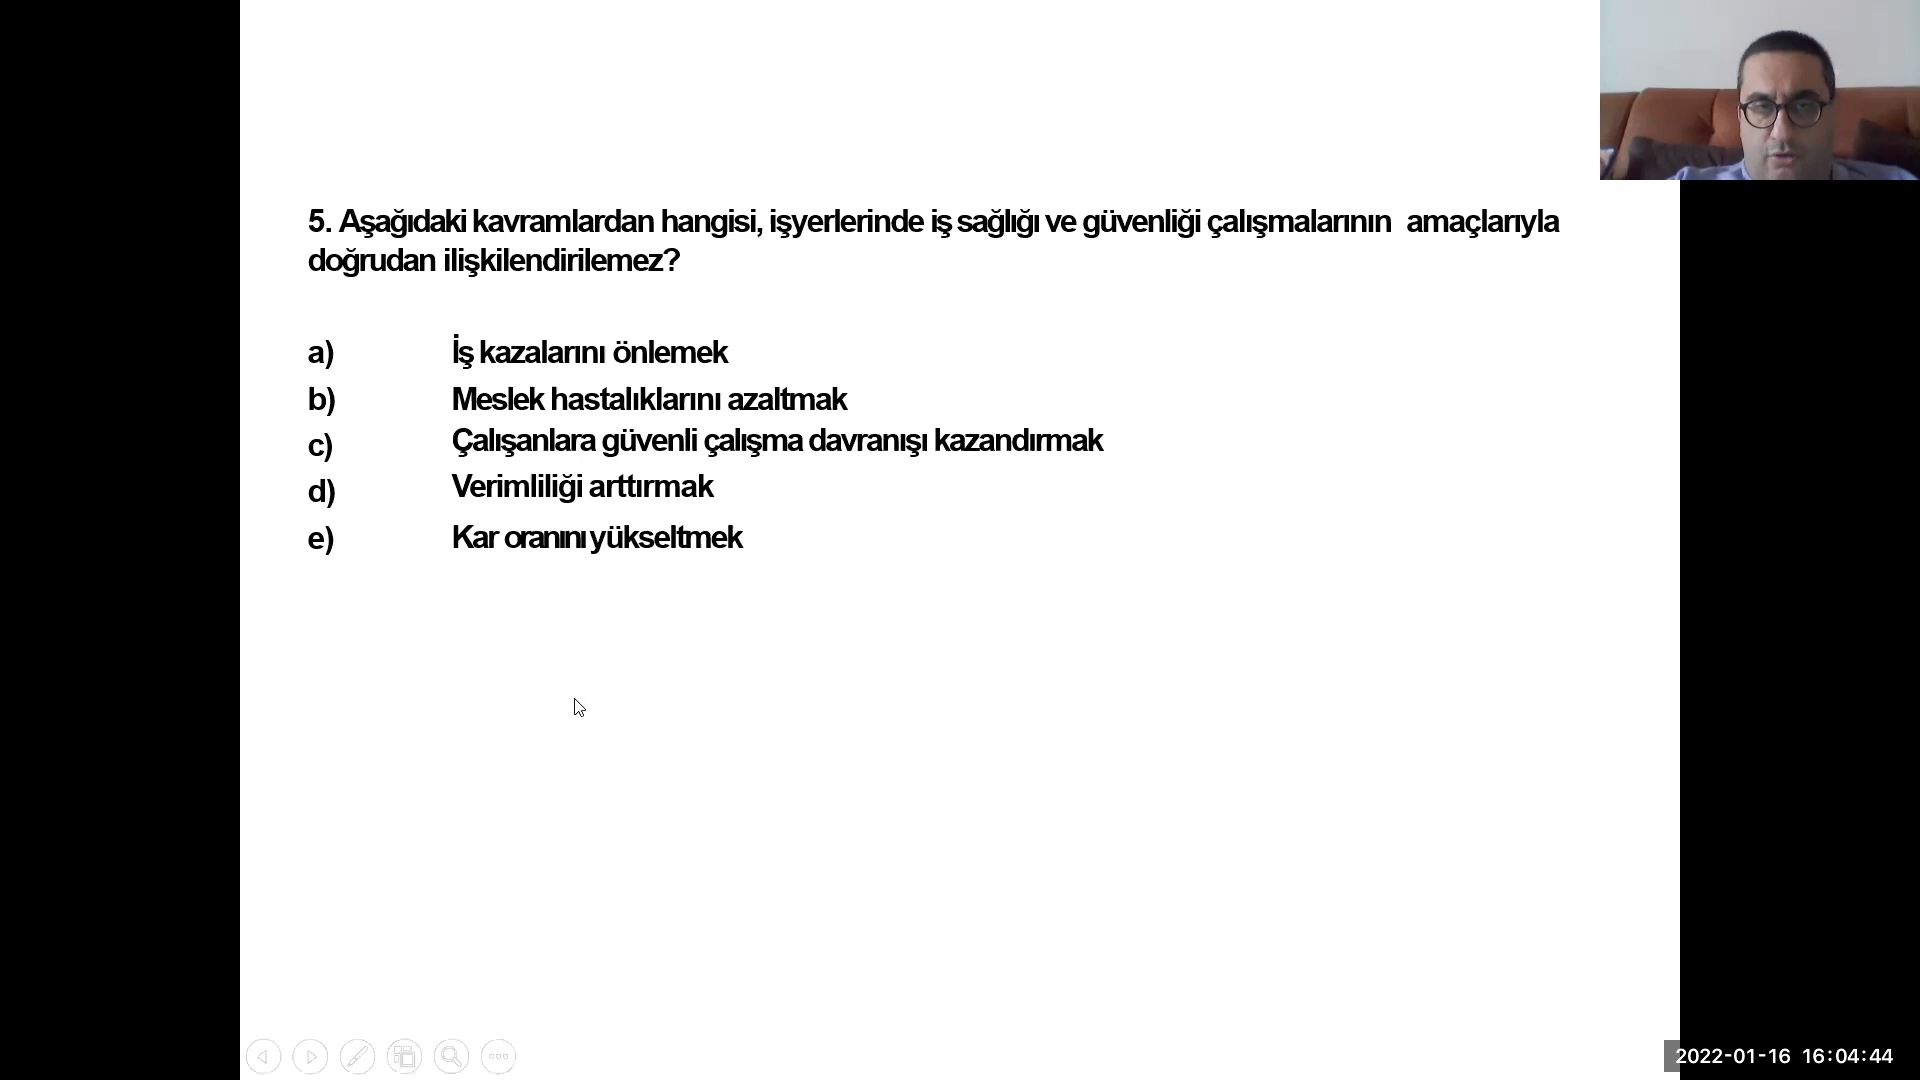 5. Aşağıdaki kavramlardan hangisi, işyerlerinde iş sağlığı ve güvenliği çalışmalarının amaçlarıyla
doğrudan ilişkilendirilemez?
a) İş kazalarını önlemek
b) Meslek hastalıklarını azaltmak
c) Çalışanlara güvenli çalışma davranışı kazandırmak
d) Verimliliği arttırmak
e) Kar oranını yükseltmek
2022-01-16 16:04:44